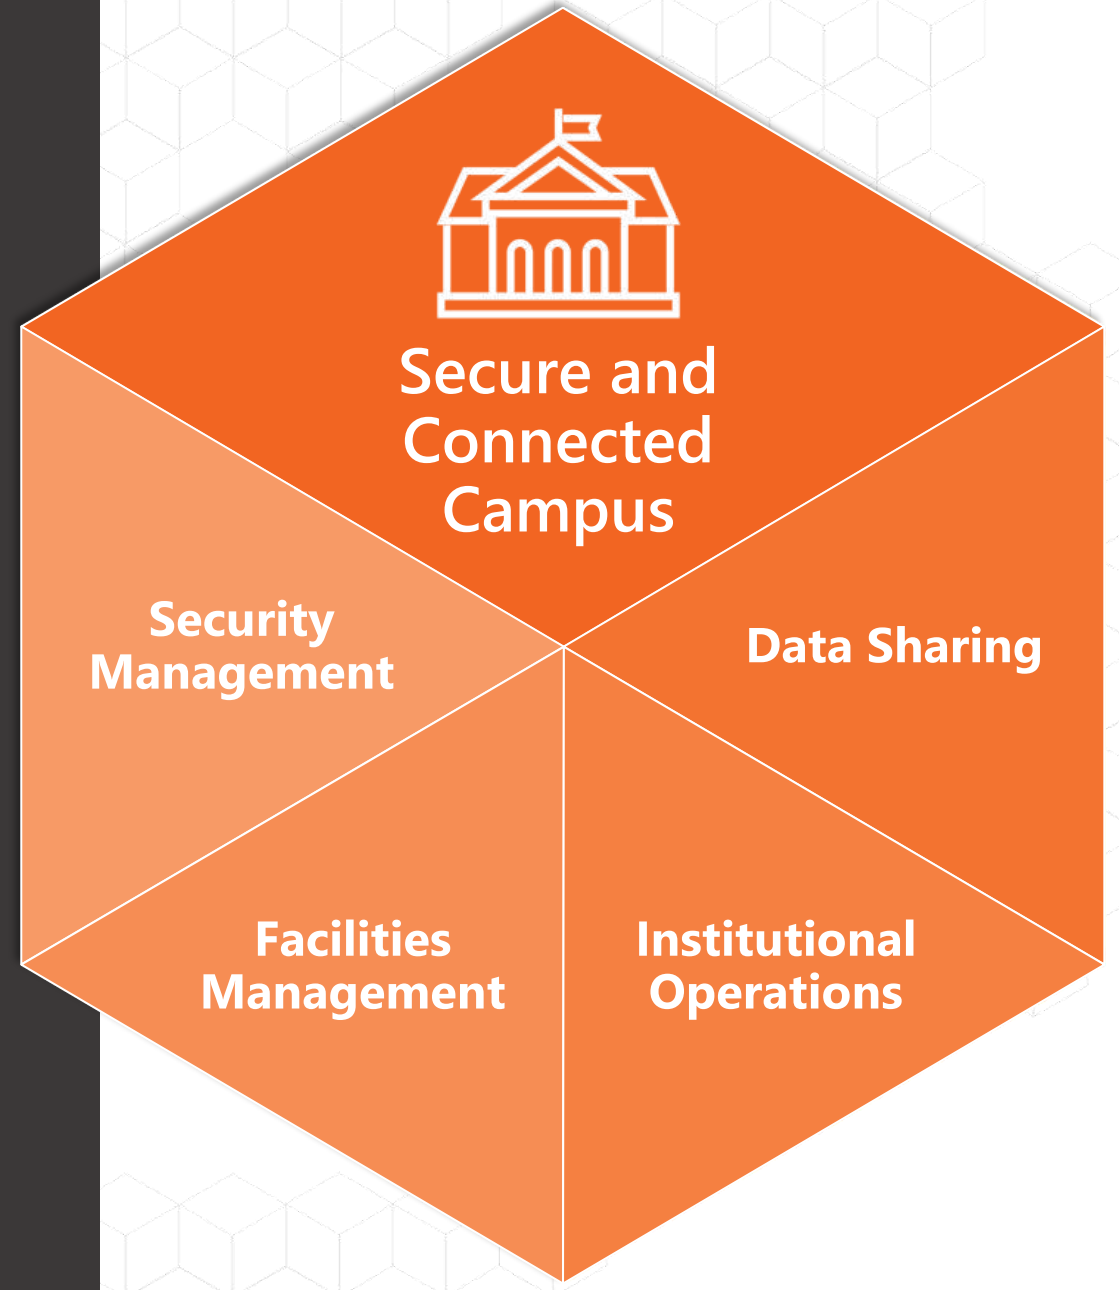 Secure and
Connected
Campus
Security
Management
Data Sharing
Facilities
Management
Institutional
Operations